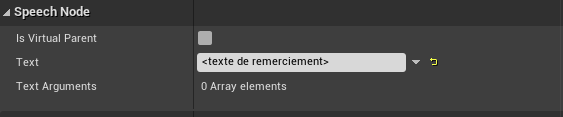 Speech Node
Is Virtual Parent
Text <texte de remerciement>
Text Arguments 0 Array elements